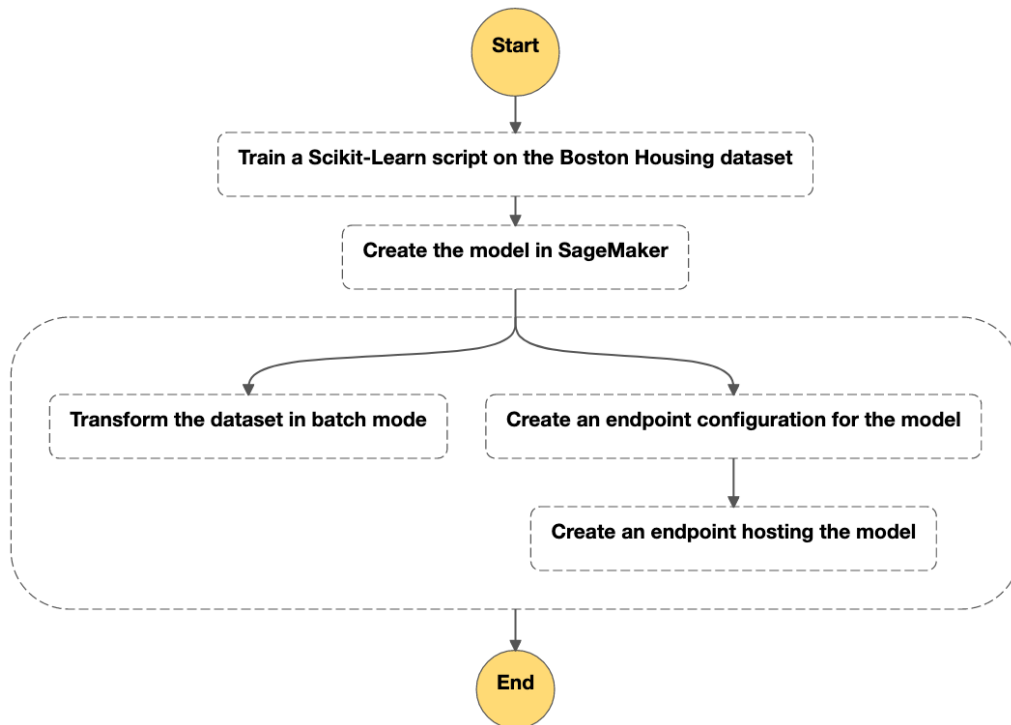 Start
Train a Scikit-Learn script on the Boston Housing dataset
Create the model in SageMaker
Transform the dataset in batch mode
Create an endpoint configuration for the model
Create an endpoint hosting the model
End